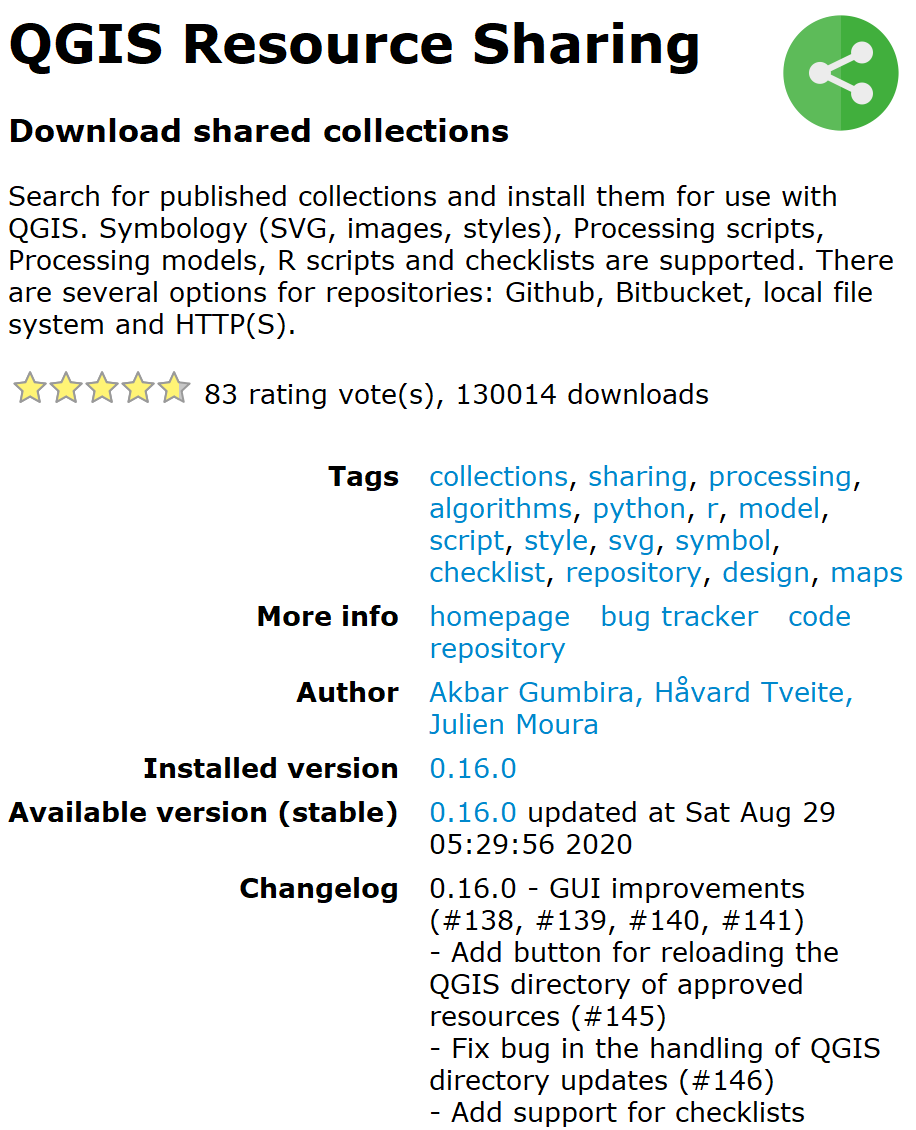 QGIS Resource Sharing
Download shared collections
Search for published collections and install them for use with
QGIS. Symbology (SVG, images, styles), Processing scripts,
Processing models, R scripts and checklists are supported. There
are several options for repositories: Github, Bitbucket, local file
system and HTTP(S).
83 rating vote(s), 130014 downloads
Tags collections, sharing, processing,
algorithms, python, r, model,
script, style, svg, symbol,
checklist, repository, design, maps
More info homepage bug tracker code
repository
Author Akbar Gumbira, Håvard Tveite,
Julien Moura
Installed version 0.16.0
Available version (stable) 0.16.0 updated at Sat Aug 29
05:29:56 2020
Changelog 0.16.0 - GUI improvements
(#138, #139, #140, #141)
- Add button for reloading the
QGIS directory of approved
resources (#145)
- Fix bug in the handling of QGIS
directory updates (#146)
- Add support for checklists